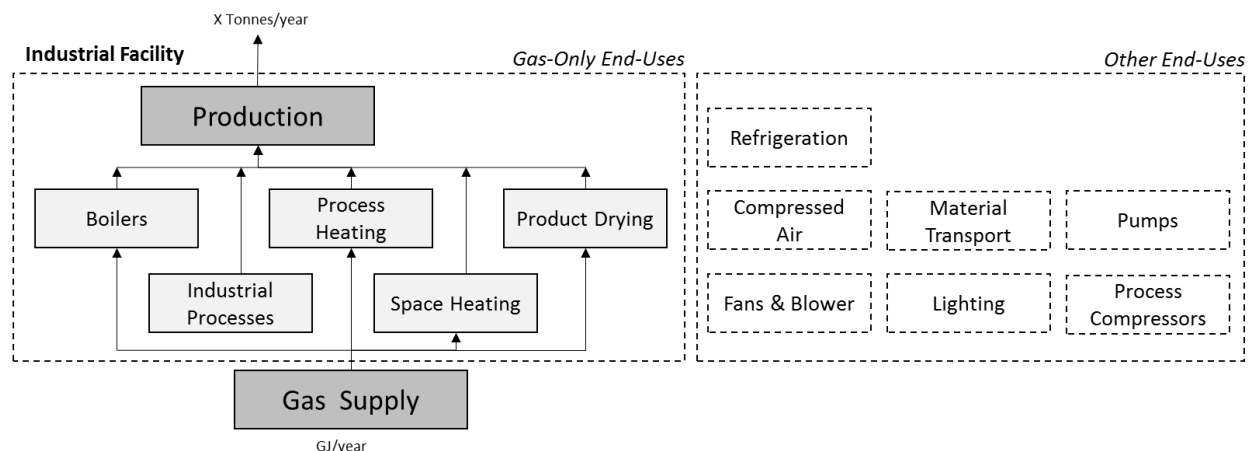 X Tonnes/year
Industrial Facility
Gas-Only End-Uses
Other End-Uses
Production
Refrigeration
Boilers
Process
Heating
Product Drying
Compressed
Air
Material
Transport
Pumps
Industrial
Processes
Space Heating
Fans & Blower
Lighting
Process
Compressors
Gas Supply
GJ/year